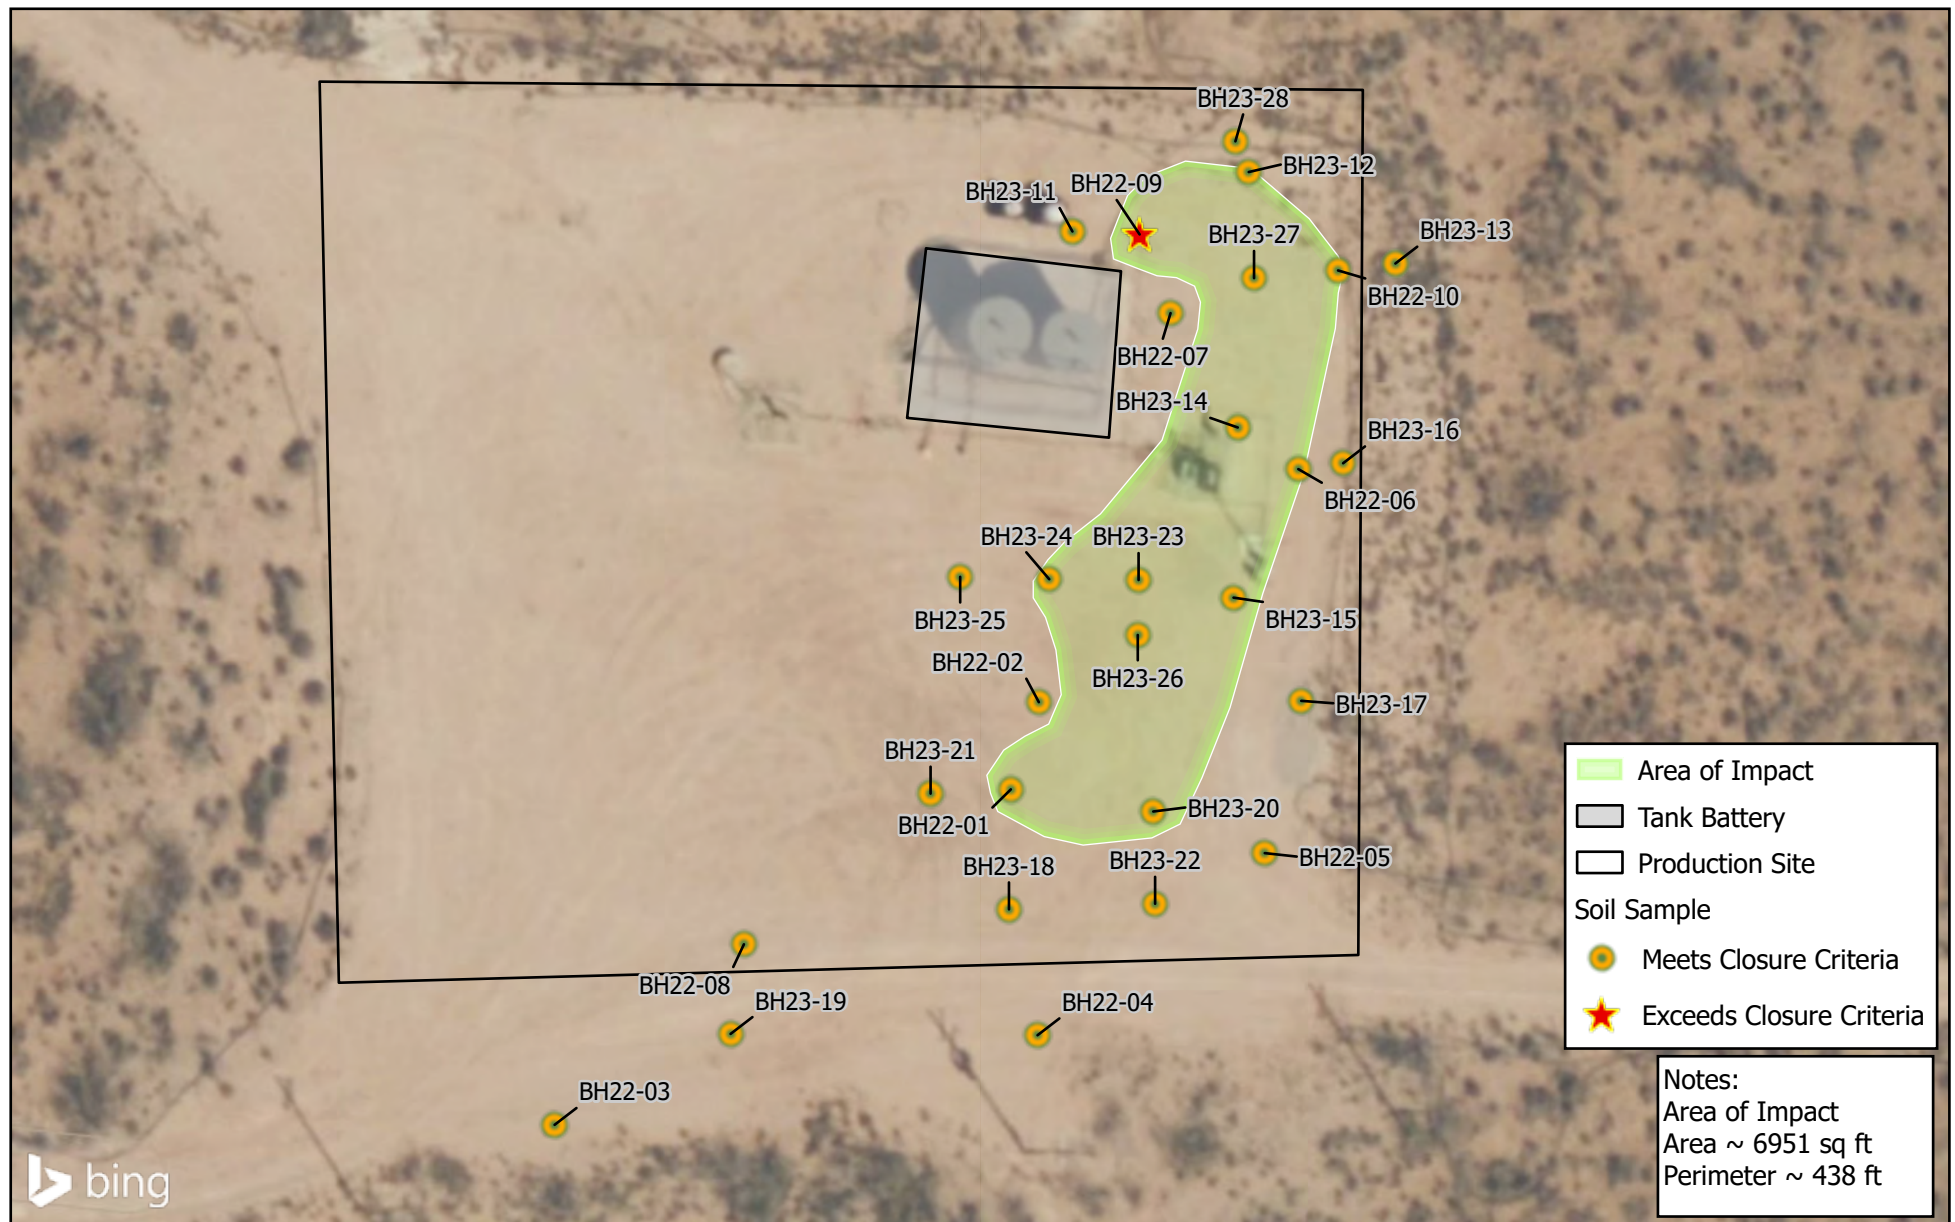 BH23-28
BH23-12
BH22-09
BH23-11
BH23-27
BH23-13
BH22-10
BH22-07
BH23-14
BH23-16
BH22-06
BH23-24
BH23-23
BH23-25
BH23-15
BH22-02
BH23-26
BH23-17
BH23-21
BH22-01
BH23-20
BH23-18
BH23-22
BH22-05
BH22-08
BH23-19
BH22-04
BH22-03
Area of Impact
Tank Battery
Production Site
Soil Sample
Meets Closure Criteria
Exceeds Closure Criteria
Notes:
Area of Impact
Area ~ 6951 sq ft
Perimeter ~ 438 ft
bing